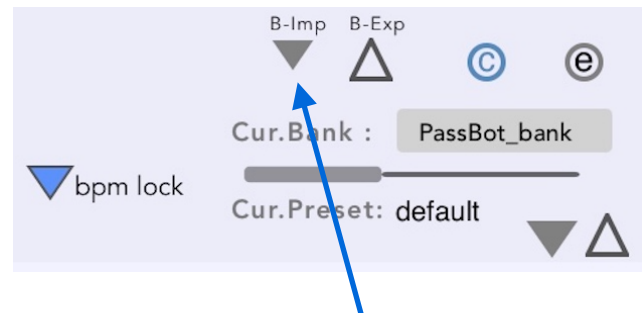 B-Imp B-Exp
© ⓔ
Cur.Bank : PassBot_bank
bpm lock
Cur.Preset: default